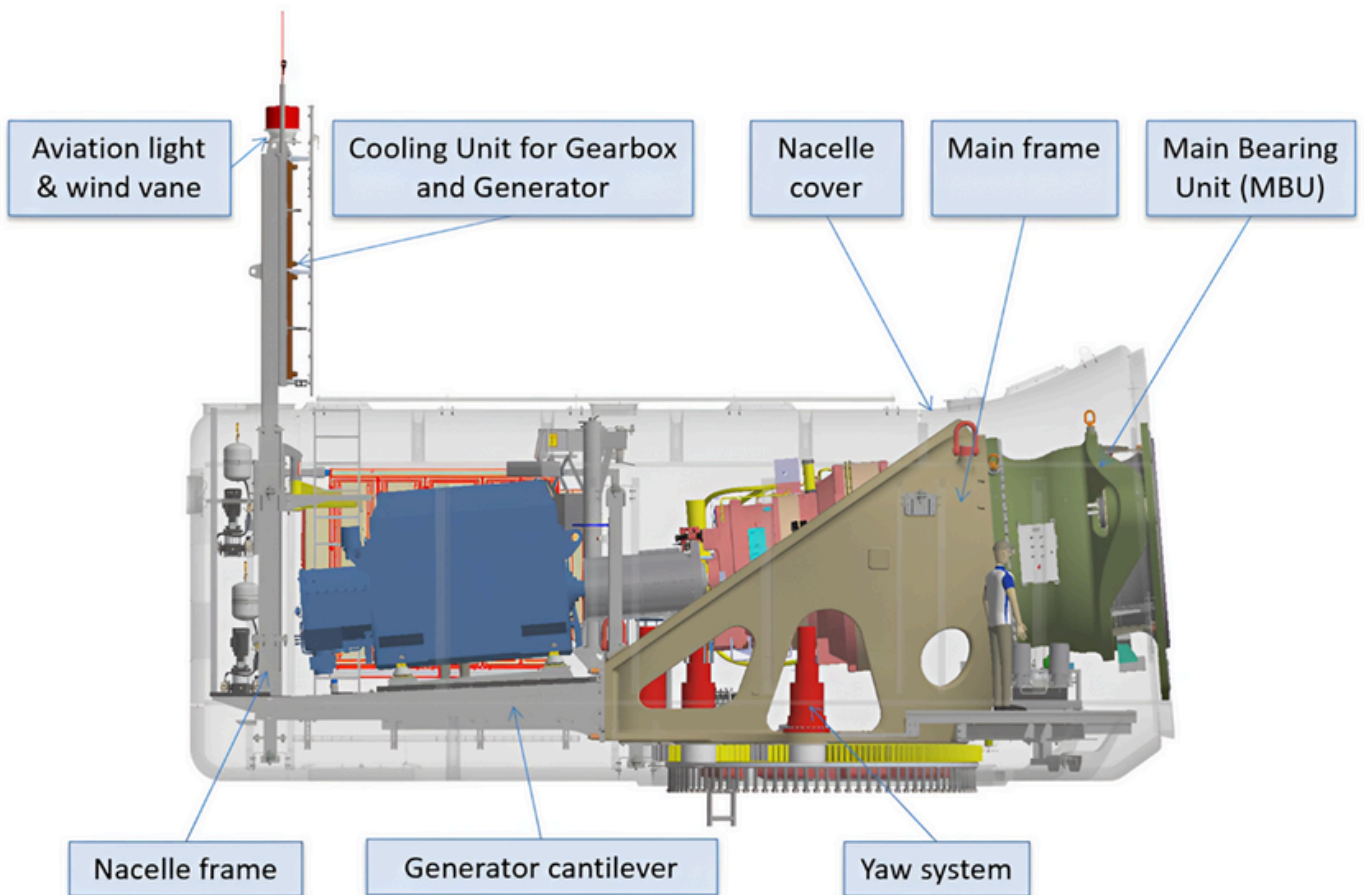 Aviation light
& wind vane
Cooling Unit for Gearbox
and Generator
Nacelle
cover
Main frame
Main Bearing
Unit (MBU)
Nacelle frame
Generator cantilever
Yaw system